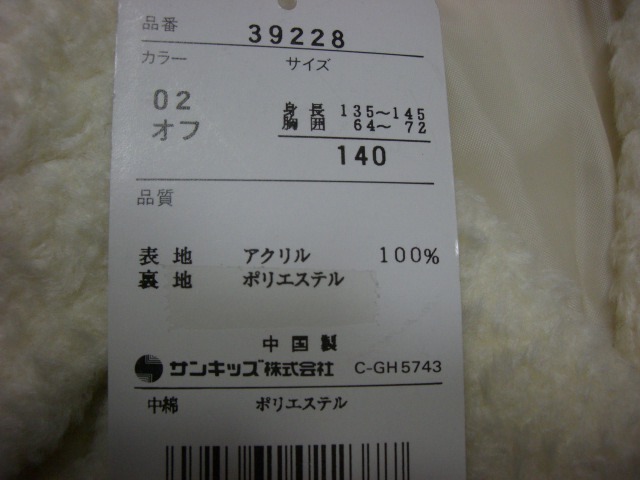 品番 39228
カラー サイズ
02 身長 135〜145
オフ 胸囲 64〜72
140
品質
表地 アクリル 100%
裏地 ポリエステル
中国製
サンキッズ株式会社 C-GH5743
中綿 ポリエステル